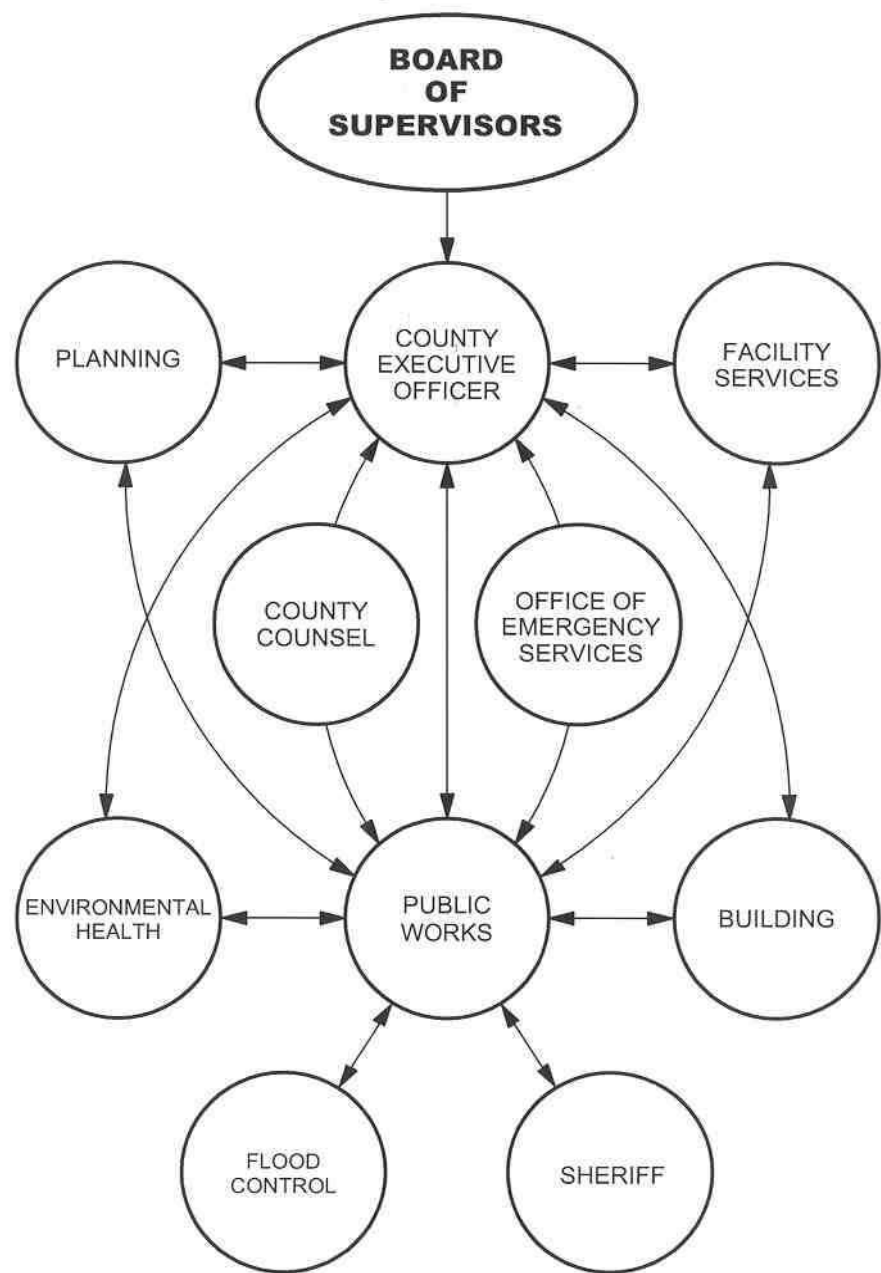 BOARD
OF
SUPERVISORS
PLANNING
COUNTY
EXECUTIVE
OFFICER
FACILITY
SERVICES
COUNTY
COUNSEL
OFFICE OF
EMERGENCY
SERVICES
ENVIRONMENTAL
HEALTH
PUBLIC
WORKS
BUILDING
FLOOD
CONTROL
SHERIFF